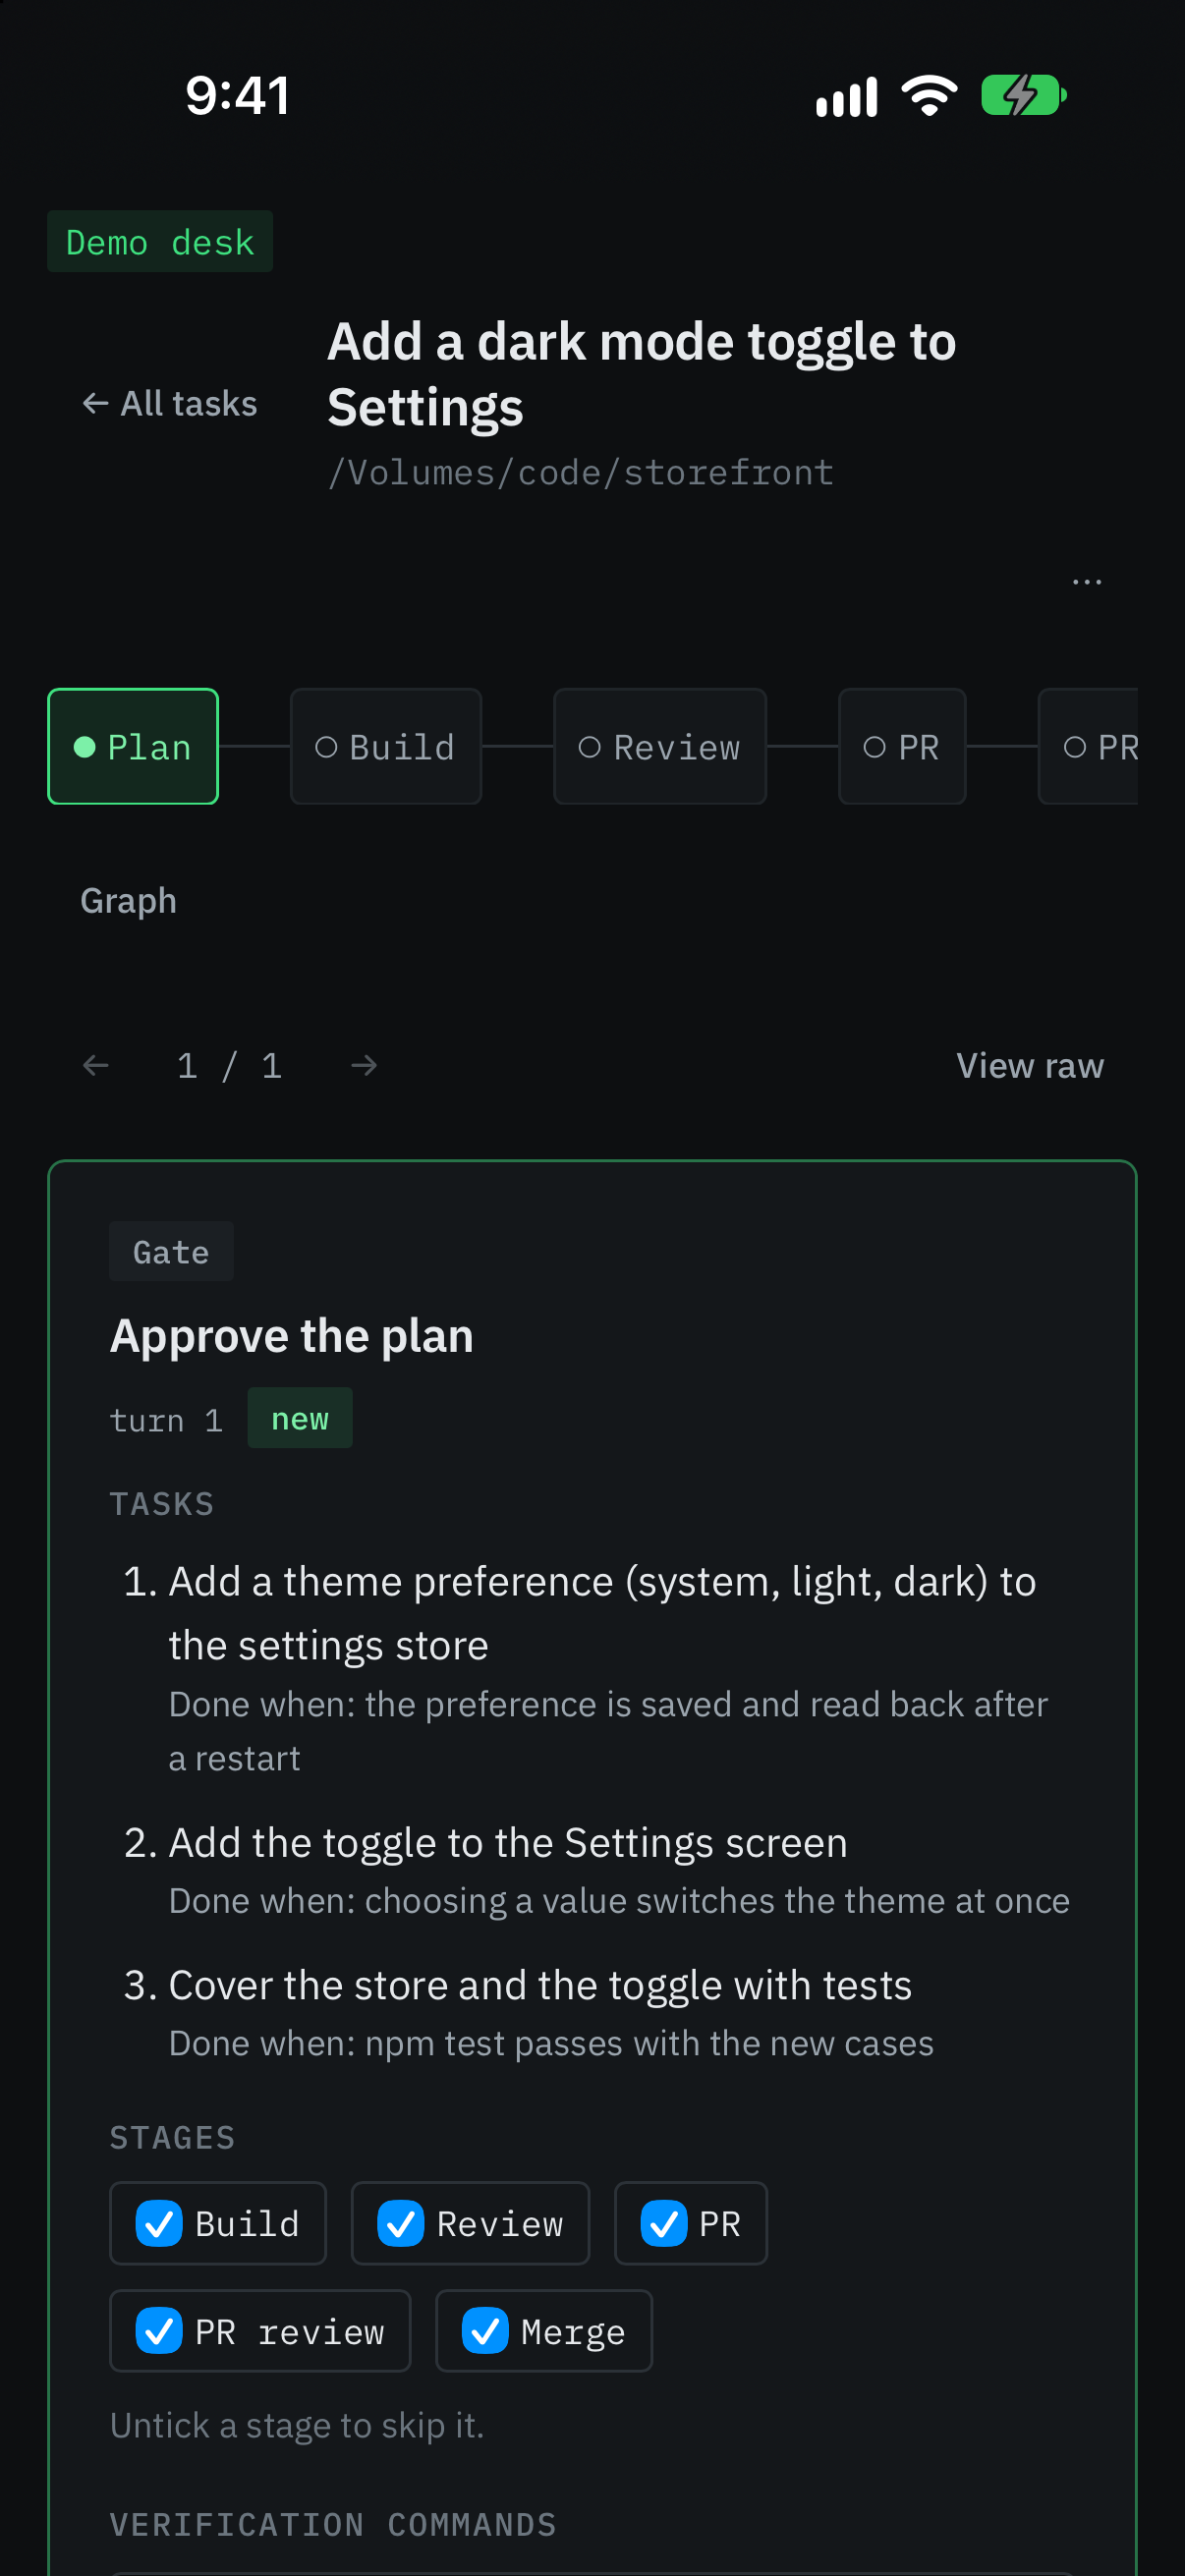 9:41
Demo desk
← All tasks
Add a dark mode toggle to
Settings
/Volumes/code/storefront
...
Plan
Build
Review
PR
PR
Graph
← 1 / 1 →
View raw
Gate
Approve the plan
turn 1 new
TASKS
1. Add a theme preference (system, light, dark) to
the settings store
Done when: the preference is saved and read back after
a restart
2. Add the toggle to the Settings screen
Done when: choosing a value switches the theme at once
3. Cover the store and the toggle with tests
Done when: npm test passes with the new cases
STAGES
Build
Review
PR
PR review
Merge
Untick a stage to skip it.
VERIFICATION COMMANDS